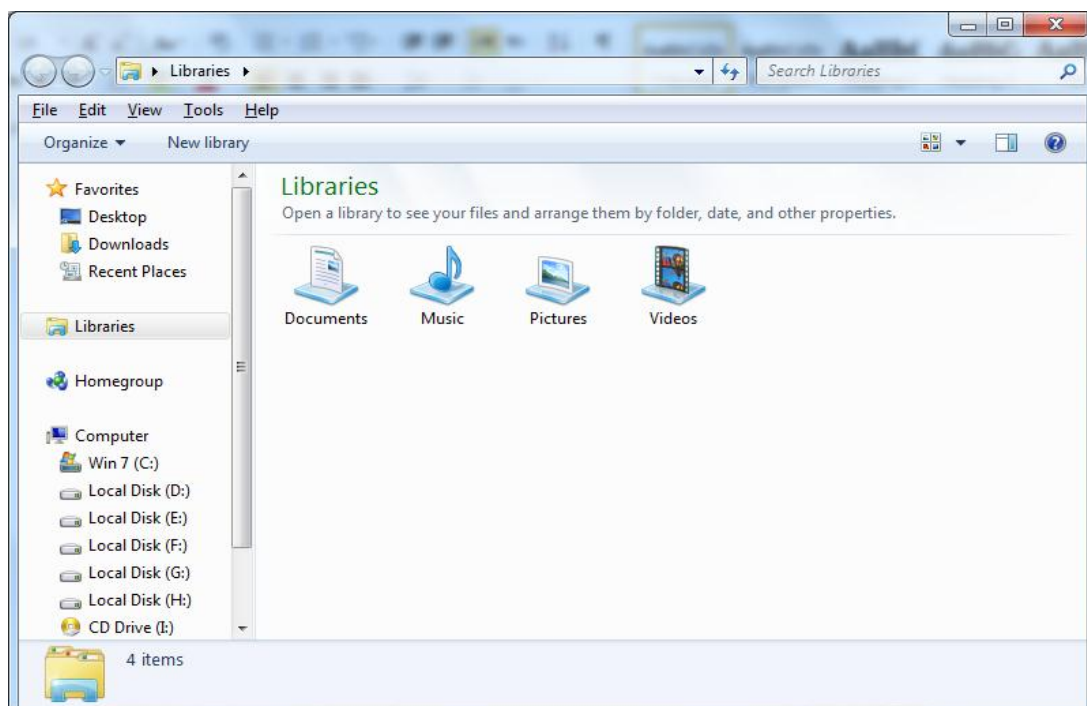 Libraries
Search Libraries
File Edit View Tools Help
Organize New library
Favorites
Desktop
Downloads
Recent Places
Libraries
Homegroup
Computer
Win 7 (C:)
Local Disk (D:)
Local Disk (E:)
Local Disk (F:)
Local Disk (G:)
Local Disk (H:)
CD Drive (I:)
Libraries
Open a library to see your files and arrange them by folder, date, and other properties.
Documents Music Pictures Videos
4 items